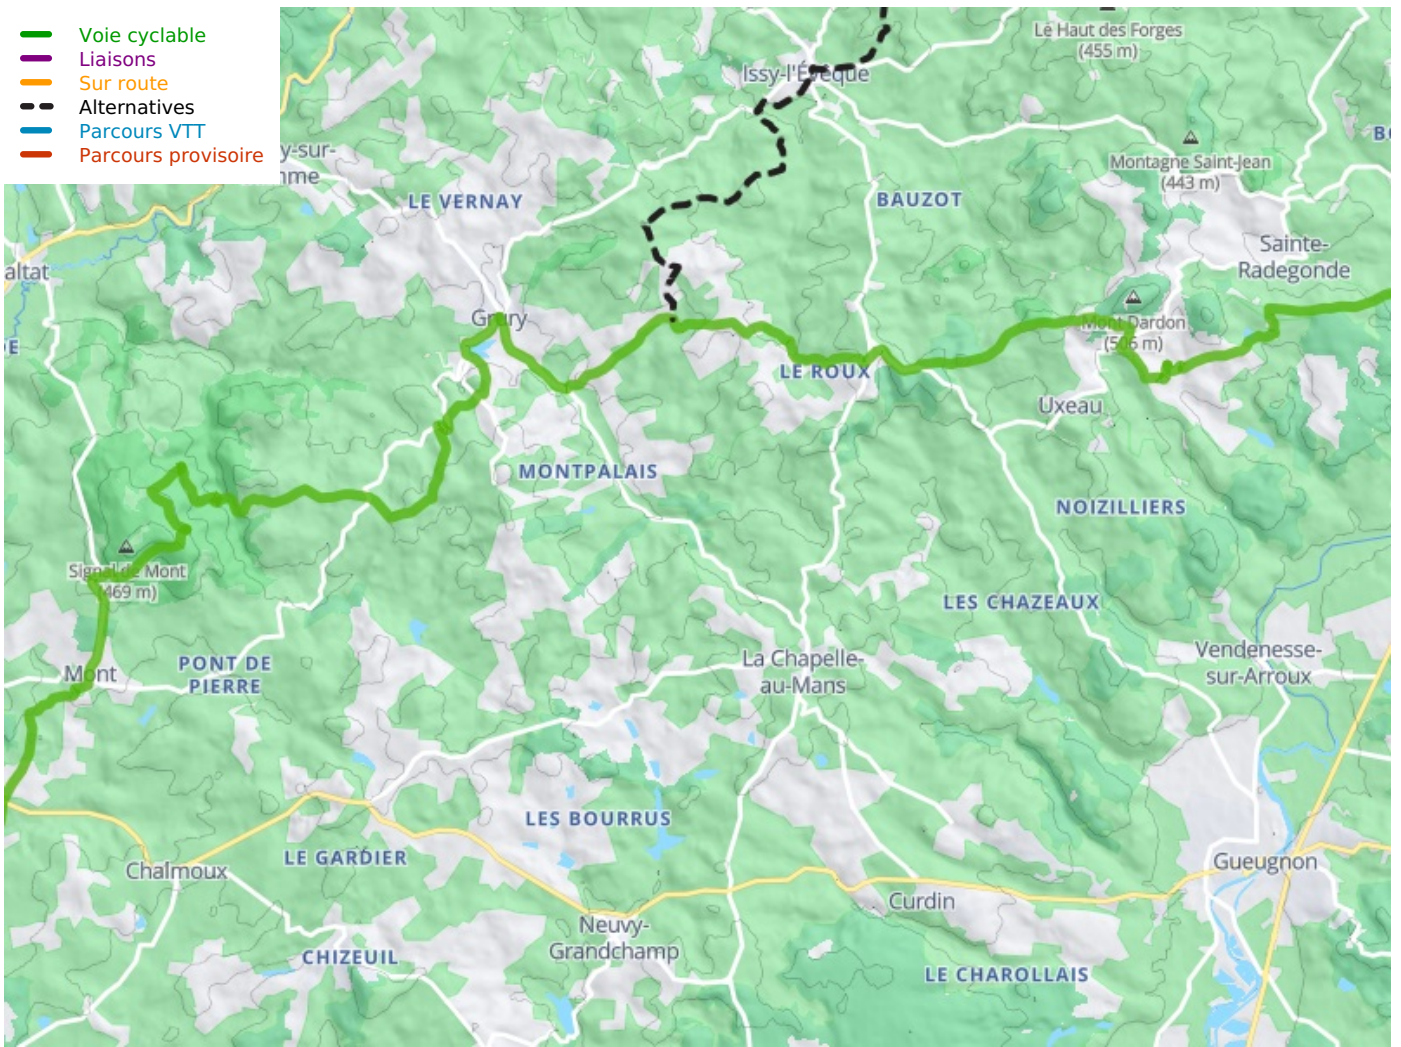 Voie cyclable
Liaisons
Sur route
Alternatives
Parcours VTT
Parcours provisoire
Le Haut des Forges
(455 m)
Issy-l'Évêque
Montagne Saint-Jean
(443 m)
y-sur-
mme
LE VERNAY
BAUZOT
Sainte-
Radegonde
altat
Grury
Mont Dardon
(506 m)
LE ROUX
Uxeau
MONTPALAIS
NOIZILLIERS
Signal de Mont
(469 m)
LES CHAZEAUX
Mont
PONT DE
PIERRE
La Chapelle-
au-Mans
Vendenesse-
sur-Arroux
LES BOURRUS
LE GARDIER
Chalmoux
Gueugnon
Curdin
Neuvy-
Grandchamp
CHIZEUIL
LE CHAROLLAIS